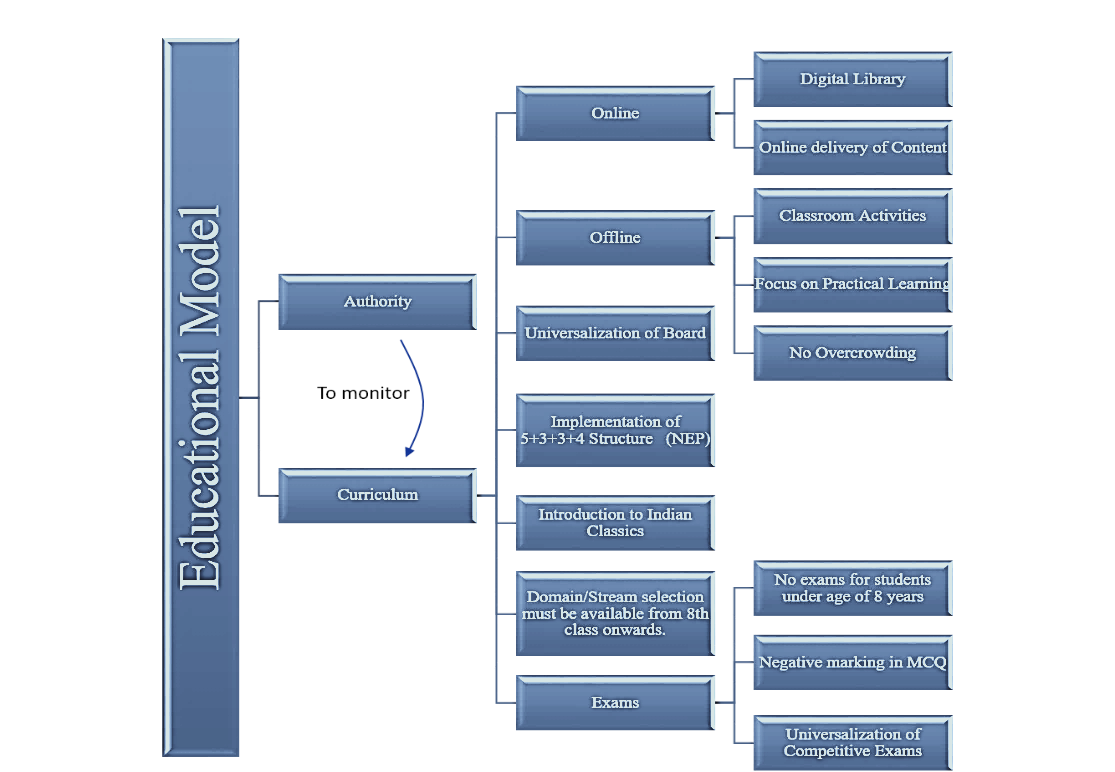 Educational Model
Authority
To monitor
Curriculum
Online
Digital Library
Online delivery of Content
Offline
Classroom Activities
Focus on Practical Learning
No Overcrowding
Universalization of Board
Implementation of
5+3+3+4 Structure (NEP)
Introduction to Indian
Classics
Domain/Stream selection
must be available from 8th
class onwards.
Exams
No exams for students
under age of 8 years
Negative marking in MCQ
Universalization of
Competitive Exams